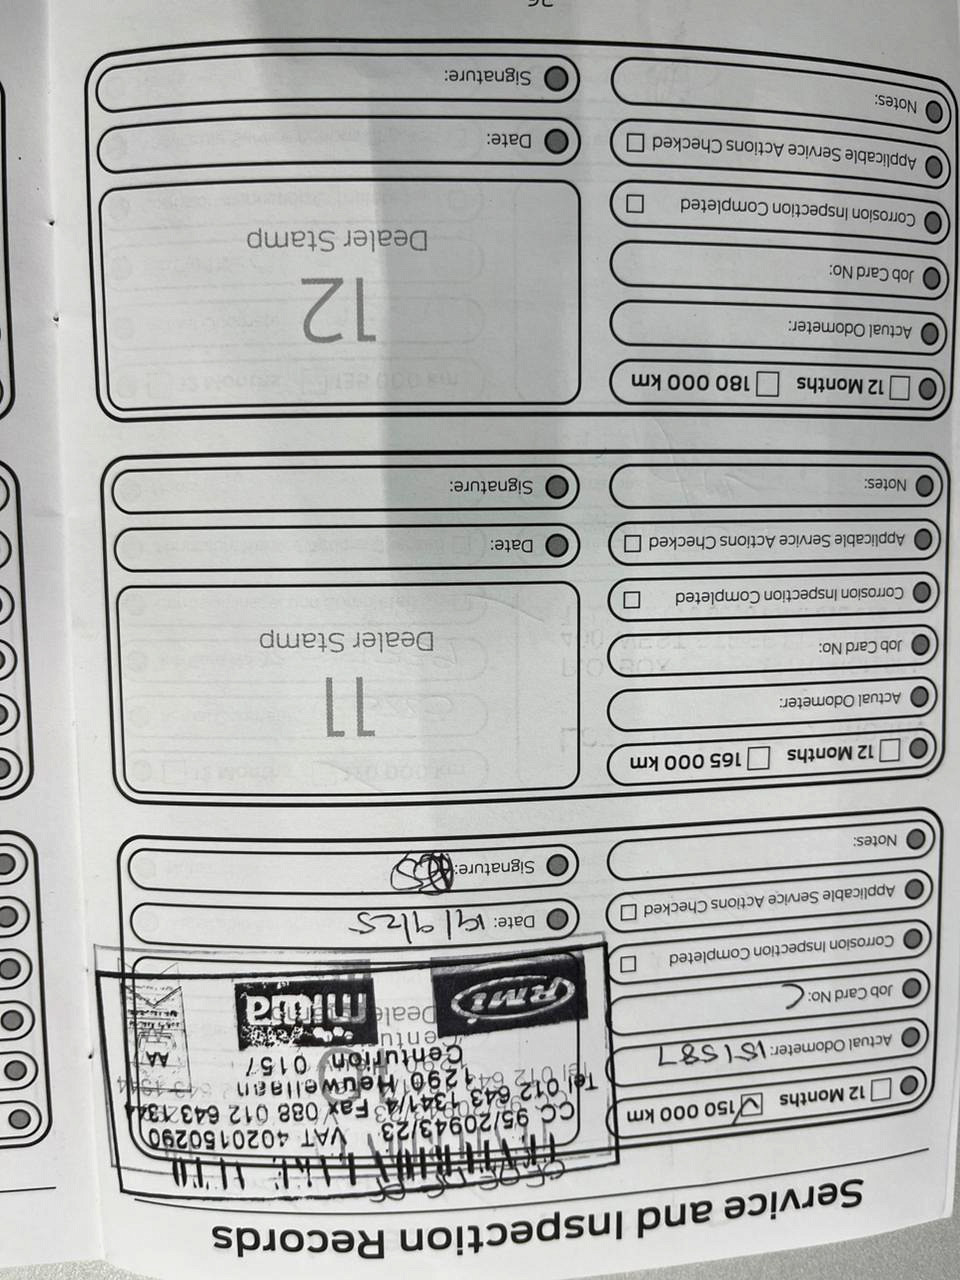 Service and Inspection Records
12 Months 150 000 km
Actual Odometer: 151587
Job Card No:
Corrosion Inspection Completed
Applicable Service Actions Checked
Notes:
CC 95/20943/23 VAT 4020150290
Tel 012 643 1341/4 Fax 088 012 643 1344
1290 Heuwellaan
Centurion 0157
AA
RMi
miwa
Date: 19/9/25
Signature:
12 Months 165 000 km
Actual Odometer:
Job Card No:
Corrosion Inspection Completed
Applicable Service Actions Checked
Notes:
11
Dealer Stamp
Date:
Signature:
12 Months 180 000 km
Actual Odometer:
Job Card No:
Corrosion Inspection Completed
Applicable Service Actions Checked
Notes:
12
Dealer Stamp
Date:
Signature: